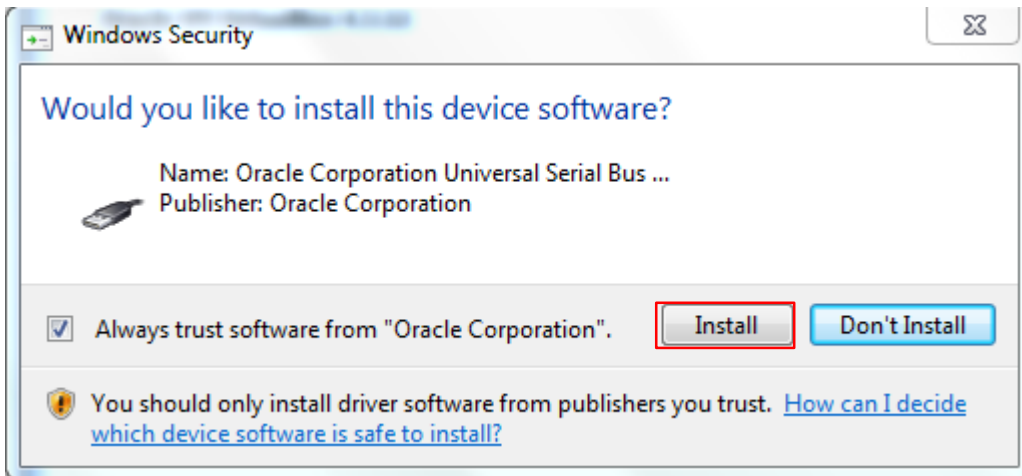 Windows Security
Would you like to install this device software?
Name: Oracle Corporation Universal Serial Bus ...
Publisher: Oracle Corporation
Always trust software from "Oracle Corporation".
Install
Don't Install
You should only install driver software from publishers you trust. How can I decide
which device software is safe to install?